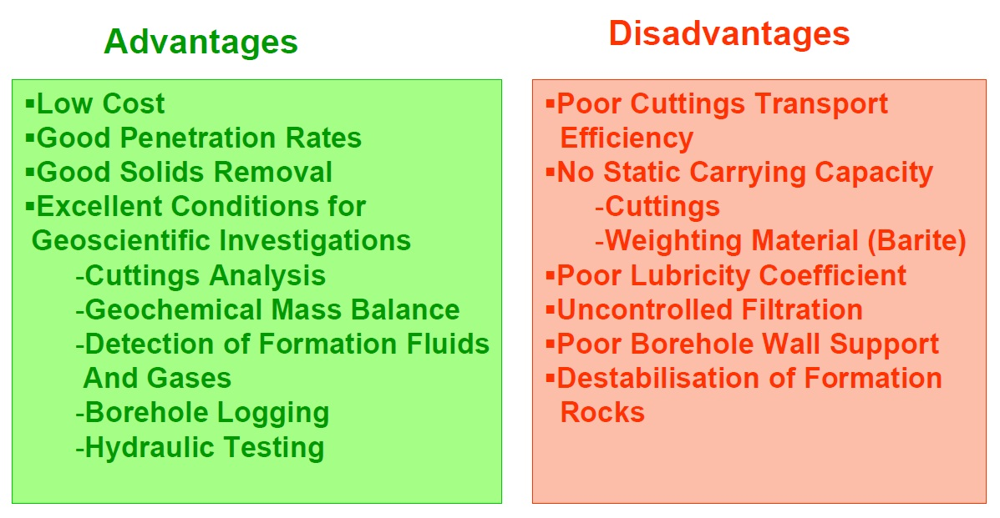 Advantages
▪Low Cost
▪Good Penetration Rates
▪Good Solids Removal
▪Excellent Conditions for
Geoscientific Investigations
-Cuttings Analysis
-Geochemical Mass Balance
-Detection of Formation Fluids
And Gases
-Borehole Logging
-Hydraulic Testing
Disadvantages
▪Poor Cuttings Transport
Efficiency
▪No Static Carrying Capacity
-Cuttings
-Weighting Material (Barite)
▪Poor Lubricity Coefficient
▪Uncontrolled Filtration
▪Poor Borehole Wall Support
▪Destabilisation of Formation
Rocks